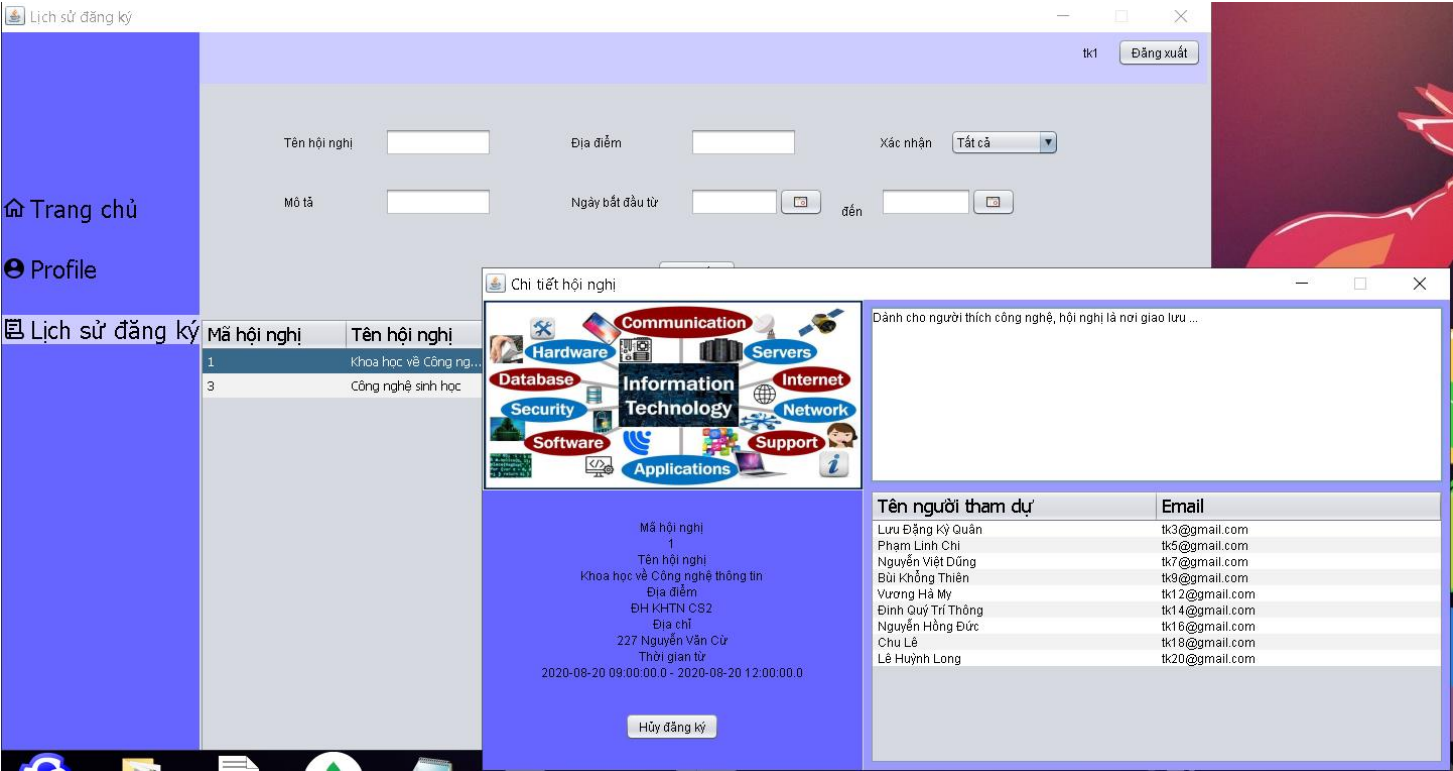 Lịch sử đăng ký
tk1
Đăng xuất
Tên hội nghị
Địa điểm
Xác nhận
Tất cả
Mô tả
Ngày bắt đầu từ
đến
Trang chủ
Profile
Lịch sử đăng ký
Mã hội nghị
Tên hội nghị
1
Khoa học về Công ng...
3
Công nghệ sinh học
Chi tiết hội nghị
Communication
Hardware
Servers
Database
Information
Technology
Internet
Security
Network
Software
Support
Applications
Dành cho người thích công nghệ, hội nghị là nơi giao lưu ...
Mã hội nghị
1
Tên hội nghị
Khoa học về Công nghệ thông tin
Địa điểm
ĐH KHTN CS2
Địa chỉ
227 Nguyễn Văn Cừ
Thời gian từ
2020-08-20 09:00:00.0 - 2020-08-20 12:00:00.0
Hủy đăng ký
Tên người tham dự Email
Lưu Đặng Kỳ Quân tk3@gmail.com
Phạm Linh Chi tk5@gmail.com
Nguyễn Việt Dũng tk7@gmail.com
Bùi Khổng Thiên tk9@gmail.com
Vương Hà My tk12@gmail.com
Đinh Quý Trí Thông tk14@gmail.com
Nguyễn Hồng Đức tk16@gmail.com
Chu Lê tk18@gmail.com
Lê Huỳnh Long tk20@gmail.com